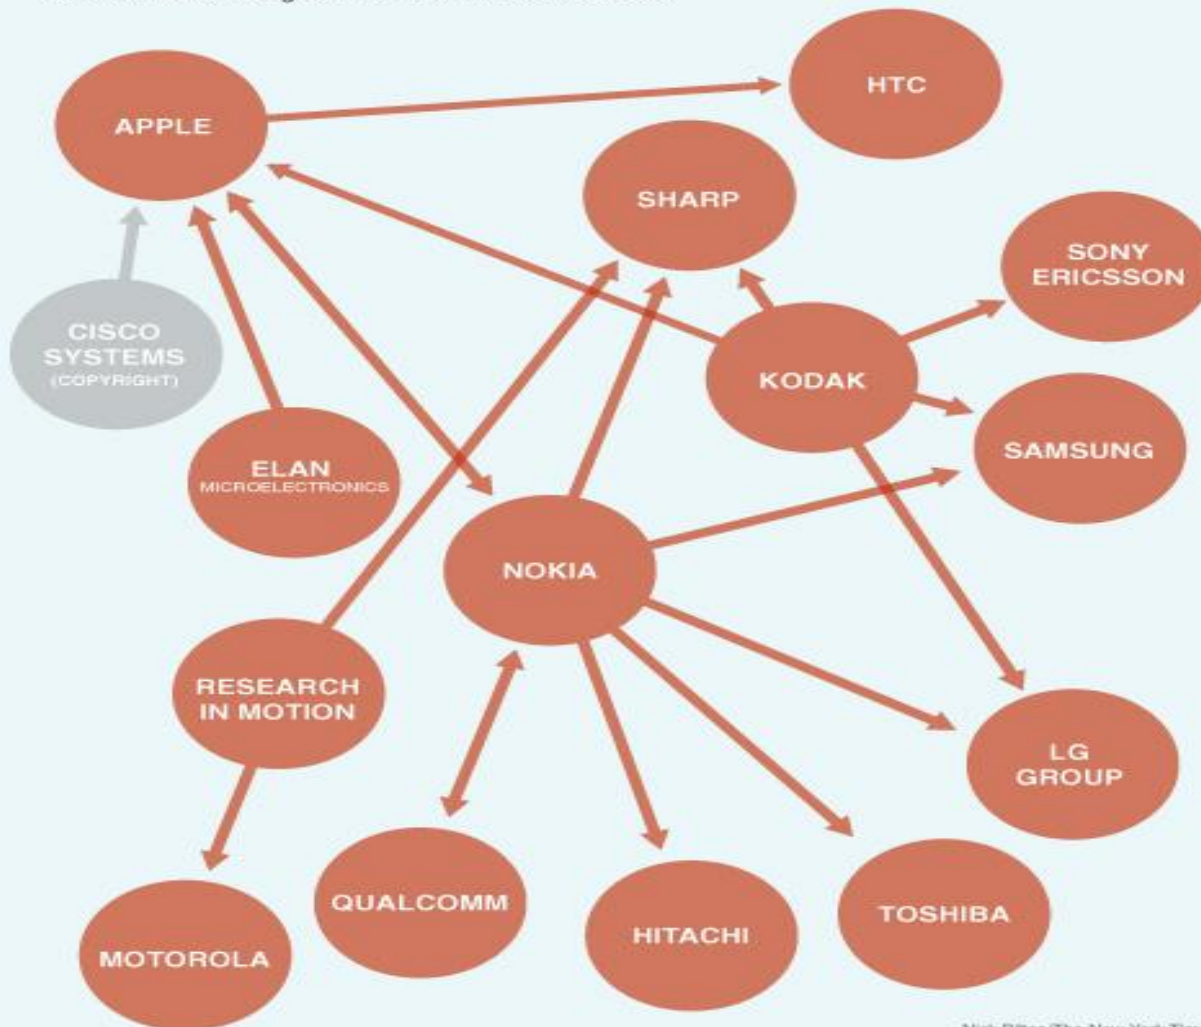 HTC
APPLE
SHARP
SONY
ERICSSON
CISCO
SYSTEMS
(COPYRIGHT)
KODAK
SAMSUNG
ELAN
MICROELECTRONICS
NOKIA
RESEARCH
IN MOTION
LG
GROUP
QUALCOMM
TOSHIBA
HITACHI
MOTOROLA